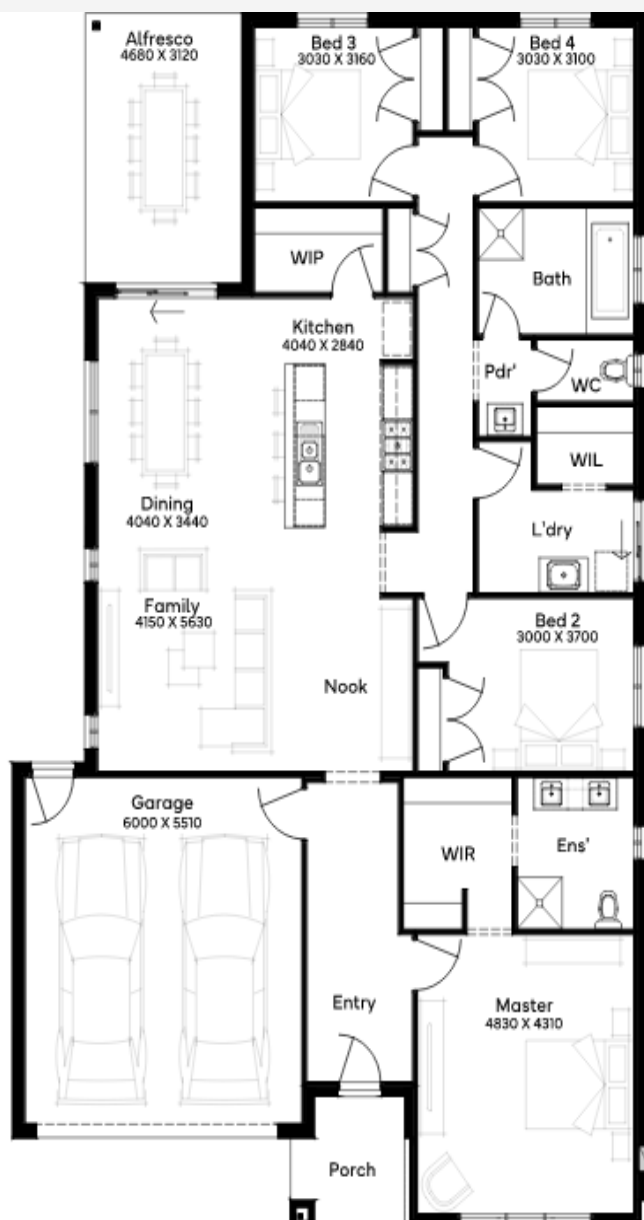 Alfresco
4680 X 3120
Bed 3
3030 X 3160
Bed 4
3030 X 3100
WIP
Bath
Kitchen
4040 X 2840
Pdr'
WC
WIL
Dining
4040 X 3440
L'dry
Family
4150 X 5630
Bed 2
3000 X 3700
Nook
Garage
6000 X 5510
WIR
Ens'
Entry
Master
4830 X 4310
Porch